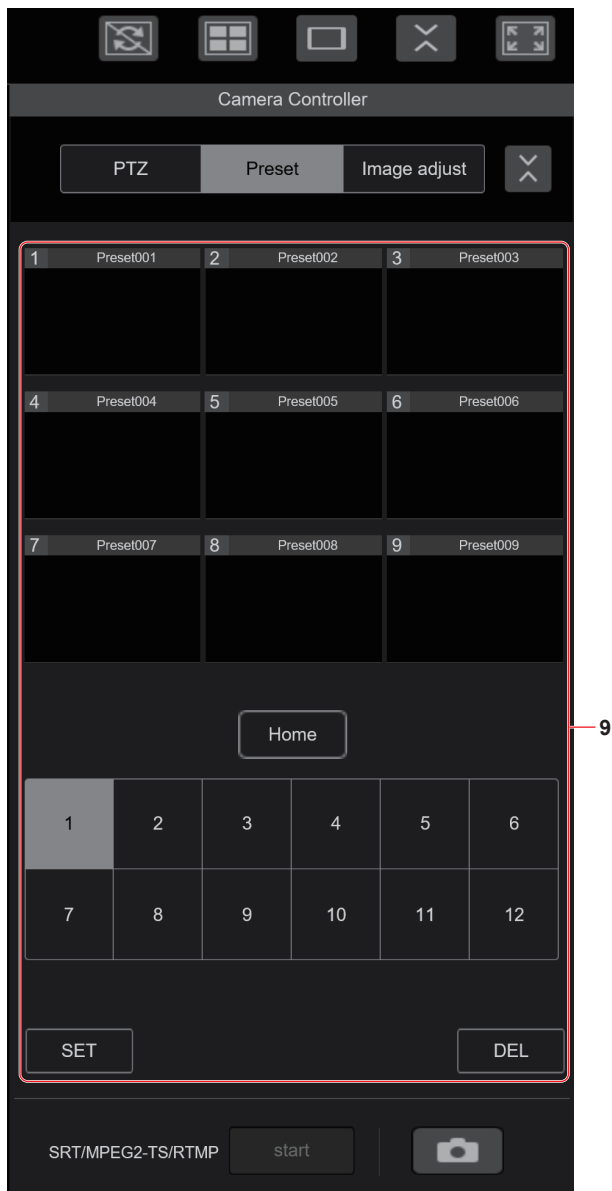 Camera Controller
PTZ Preset Image adjust
1 Preset001 2 Preset002 3 Preset003
4 Preset004 5 Preset005 6 Preset006
7 Preset007 8 Preset008 9 Preset009
9
Home
1 2 3 4 5 6
7 8 9 10 11 12
SET DEL
SRT/MPEG2-TS/RTMP start